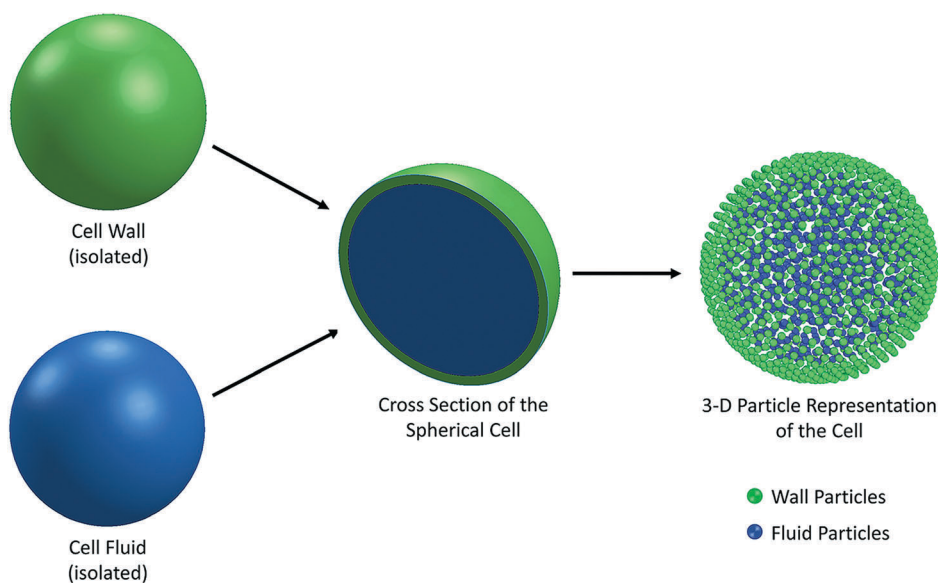 Cell Wall
(isolated)
Cell Fluid
(isolated)
Cross Section of the
Spherical Cell
3-D Particle Representation
of the Cell
Wall Particles
Fluid Particles